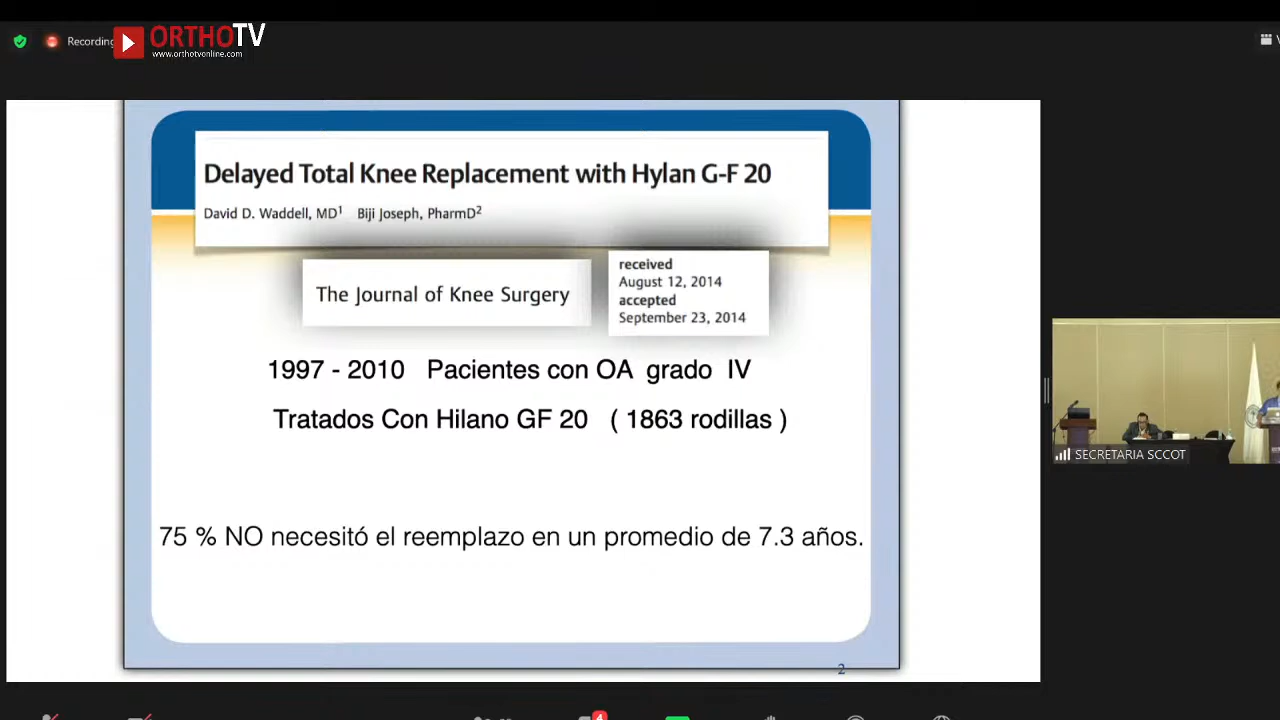 Recording
ORTHOTV
www.orthotvonline.com
V
Delayed Total Knee Replacement with Hylan G-F 20
David D. Waddell, MD1 Biji Joseph, PharmD2
The Journal of Knee Surgery
received
August 12, 2014
accepted
September 23, 2014
1997 - 2010 Pacientes con OA grado IV
Tratados Con Hilano GF 20 ( 1863 rodillas )
75 % NO necesitó el reemplazo en un promedio de 7.3 años.
2
SECRETARIA SCCOT
4